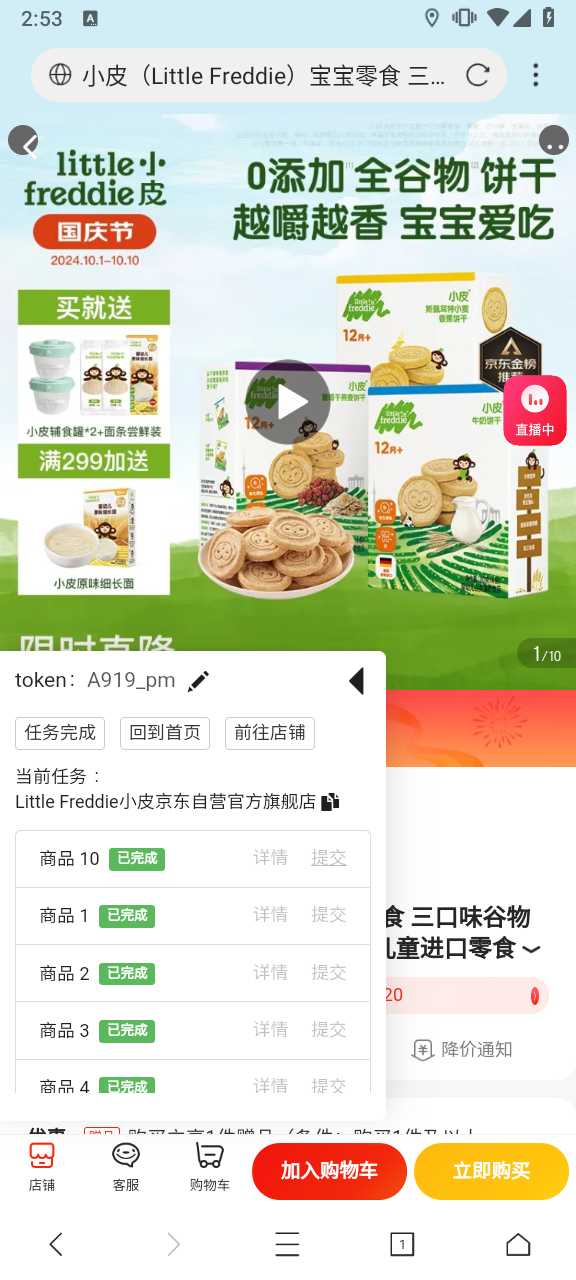 2:53
A
小皮（Little Freddie）宝宝零食 三...
little 小
freddie 皮
国庆节
2024.10.1–10.10
0添加 全谷物 饼干
越嚼越香 宝宝爱吃
买就送
小皮辅食罐*2+面条尝鲜装
满299加送
小皮原味细长面
小皮
12月+
12月+
牛奶饼干
京东金榜
推荐
直播中
限时直降
1/10
token: A919_pm
任务完成
回到首页
前往店铺
当前任务：
Little Freddie小皮京东自营官方旗舰店
商品 10 已完成 详情 提交
商品 1 已完成 详情 提交
商品 2 已完成 详情 提交
商品 3 已完成 详情 提交
商品 4 已完成 详情 提交
食 三口味谷物
儿童进口零食
20
降价通知
店铺
客服
购物车
加入购物车
立即购买
1